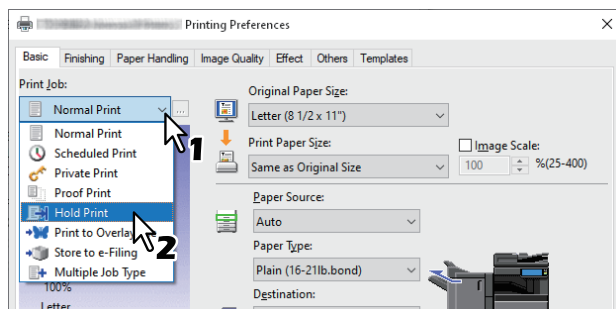 Printing Preferences
Basic Finishing Paper Handling Image Quality Effect Others Templates
Print Job:
Normal Print
...
Normal Print
Scheduled Print
Private Print
Proof Print
Hold Print
Print to Overlay
Store to e-Filing
Multiple Job Type
100%
Letter
1
2
Original Paper Size:
Letter (8 1/2 x 11")
Print Paper Size:
Same as Original Size
Image Scale:
100 %(25-400)
Paper Source:
Auto
Paper Type:
Plain (16-21lb.bond)
Destination: